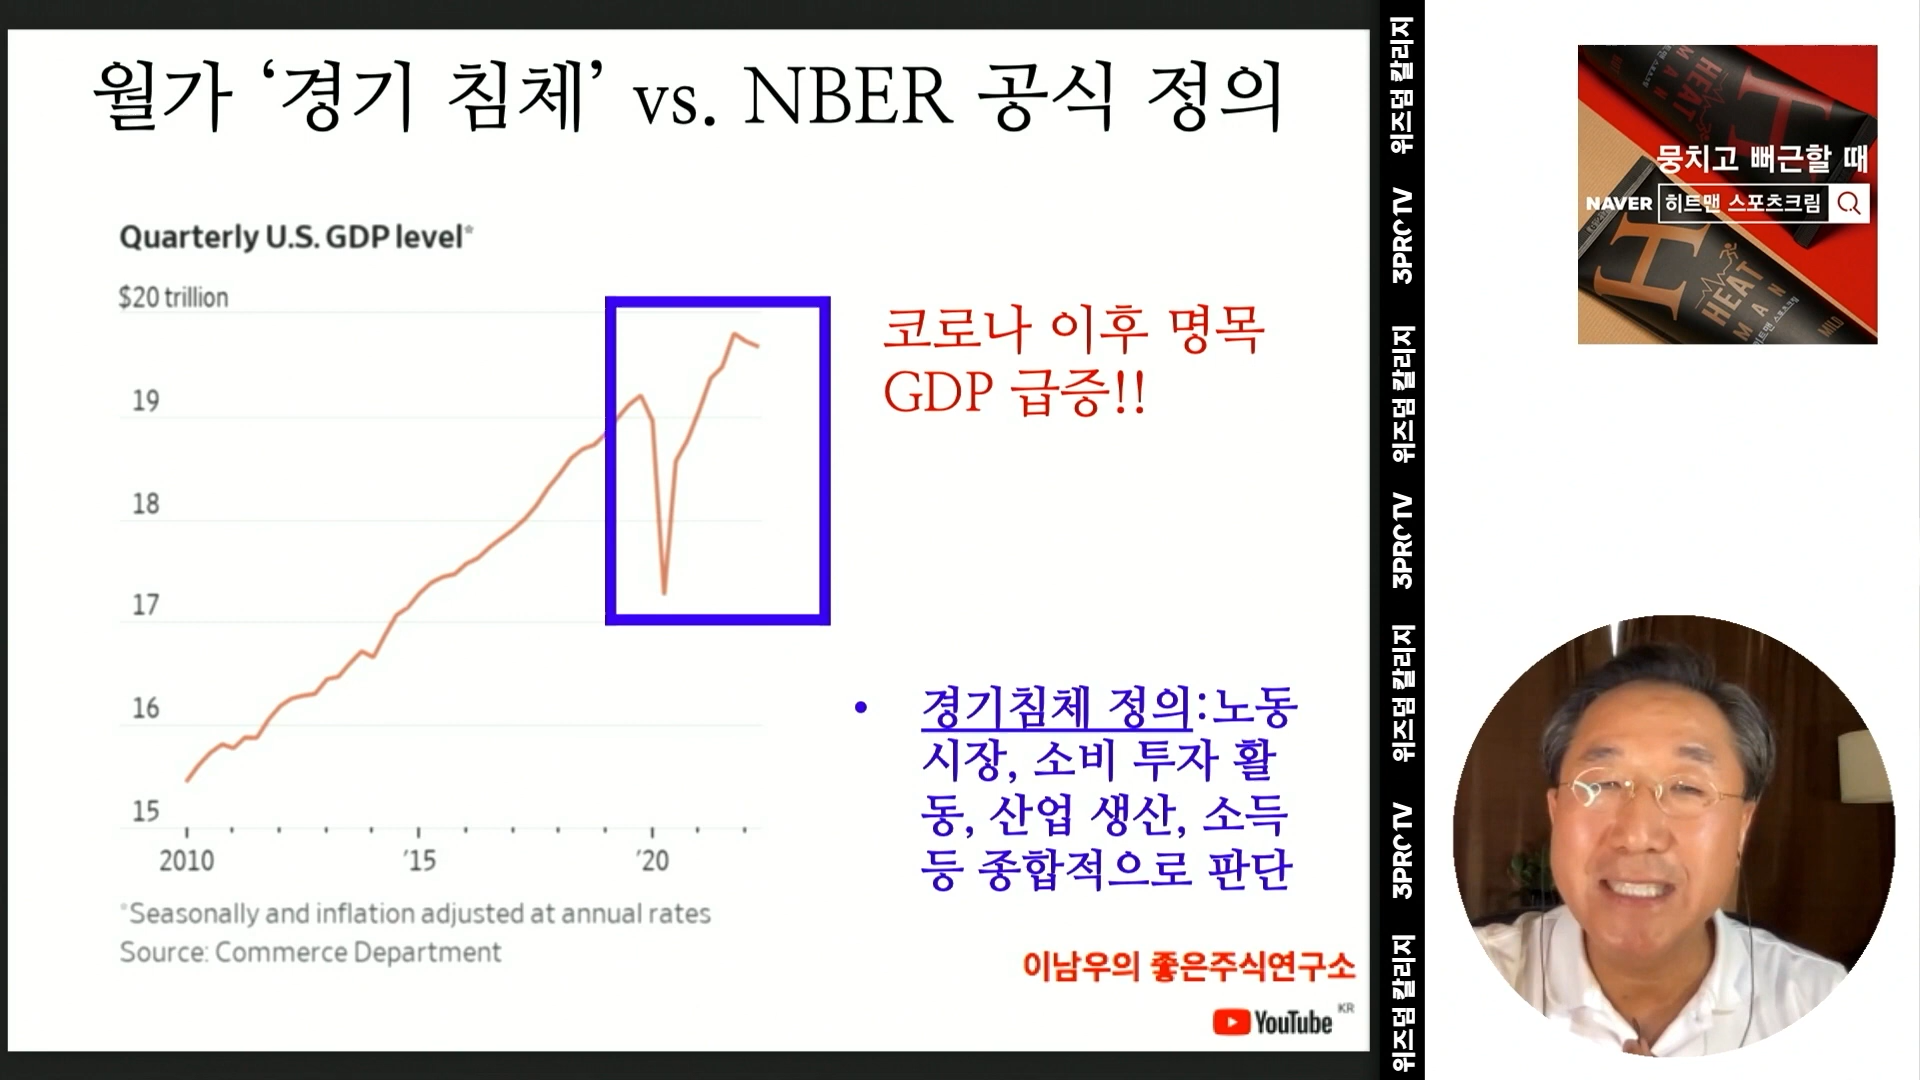 월가 ‘경기 침체’ vs. NBER 공식 정의
Quarterly U.S. GDP level*
$20 trillion
19
18
17
16
15
2010
’15
’20
*Seasonally and inflation adjusted at annual rates
Source: Commerce Department
코로나 이후 명목
GDP 급증!!
• 경기침체 정의:노동
시장, 소비 투자 활
동, 산업 생산, 소득
등 종합적으로 판단
이남우의 좋은주식연구소
YouTube KR
위즈덤 칼리지
3PROTV
위즈덤 칼리지
3PROTV
위즈덤 칼리지
3PROTV
위즈덤 칼리지
뭉치고 뻐근할 때
NAVER 히트맨 스포츠크림
H
HEAT
MAN
H
HEAT
MAN
MILD